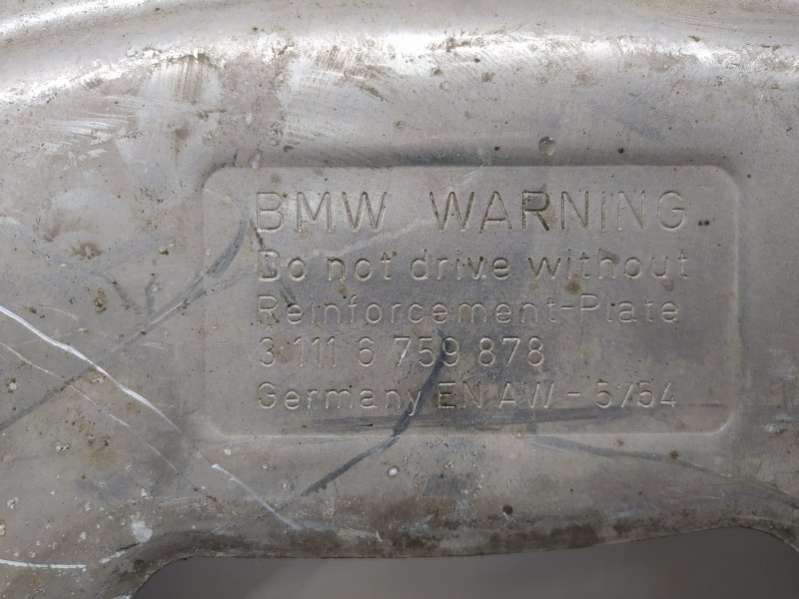 BMW WARNING
Do not drive without
Reinforcement-Plate
3 111 6 759 878
Germany EN AW - 5754